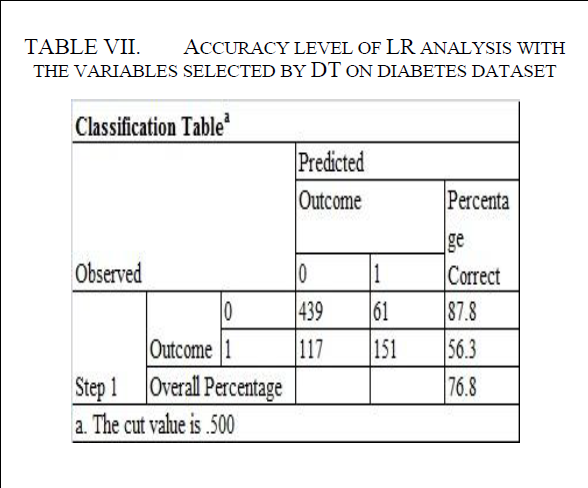 TABLE VII. ACCURACY LEVEL OF LR ANALYSIS WITH
THE VARIABLES SELECTED BY DT ON DIABETES DATASET
Classification Tableª
Predicted
Outcome Percenta
ge
Observed 0 1 Correct
0 439 61 87.8
Outcome 1 117 151 56.3
Step 1 Overall Percentage 76.8
a. The cut value is .500